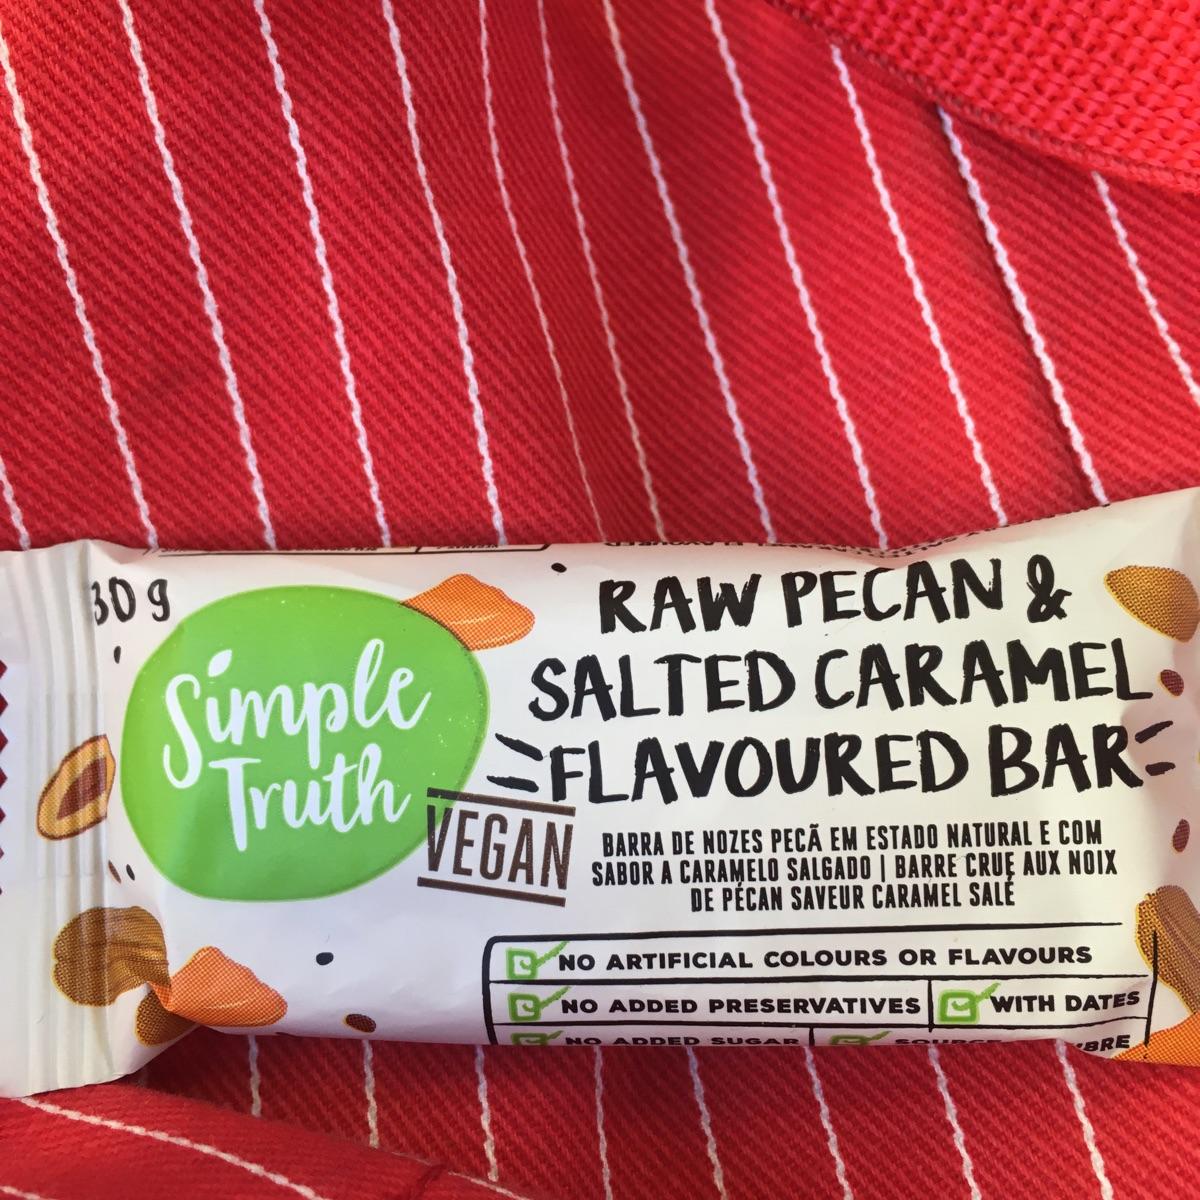 30 g
Simple
Truth
VEGAN
RAW PECAN &
SALTED CARAMEL
FLAVOURED BAR
BARRA DE NOZES PECÃ EM ESTADO NATURAL E COM
SABOR A CARAMELO SALGADO | BARRE CRUE AUX NOIX
DE PÉCAN SAVEUR CARAMEL SALÉ
NO ARTIFICIAL COLOURS OR FLAVOURS
NO ADDED PRESERVATIVES WITH DATES
NO ADDED SUGAR